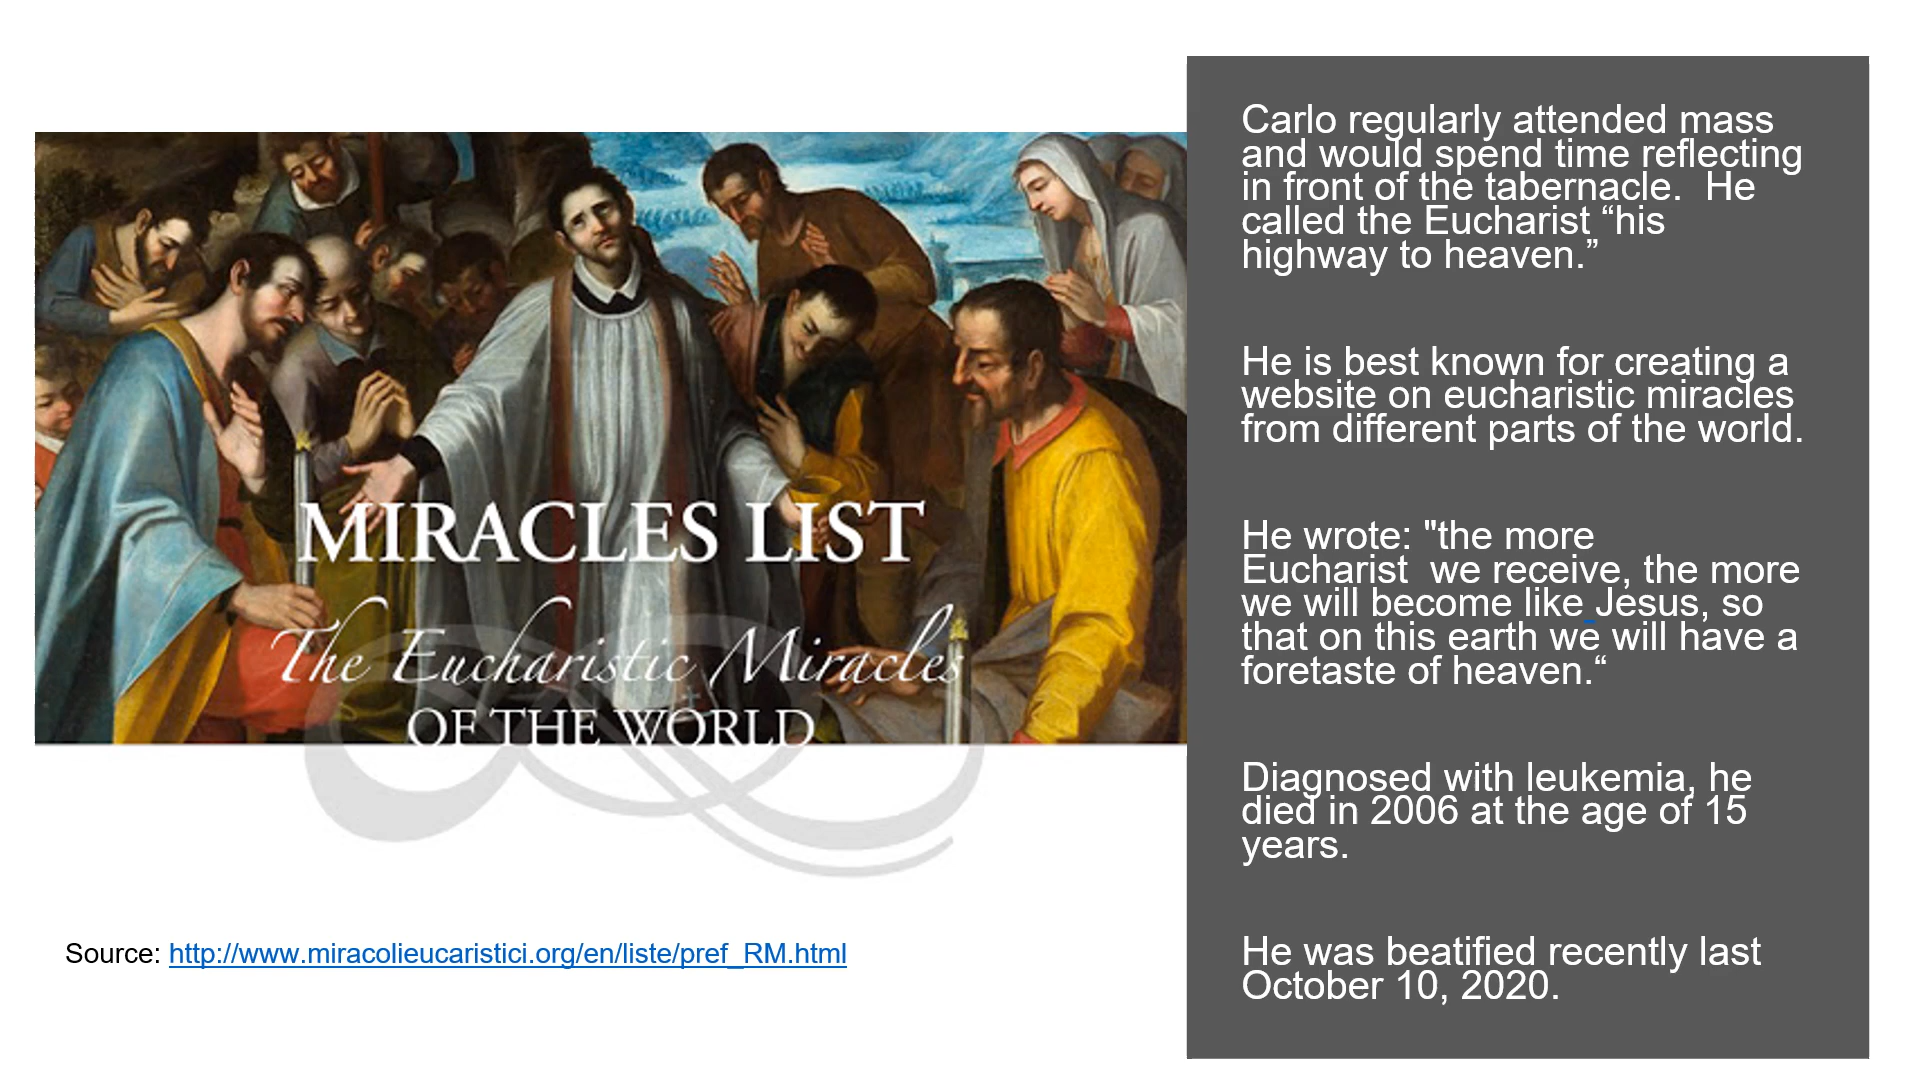 MIRACLES LIST
The Eucharistic Miracles
OF THE WORLD
Source: http://www.miracolieucaristici.org/en/liste/pref_RM.html
Carlo regularly attended mass
and would spend time reflecting
in front of the tabernacle.  He
called the Eucharist “his
highway to heaven.”
He is best known for creating a
website on eucharistic miracles
from different parts of the world.
He wrote: "the more
Eucharist  we receive, the more
we will become like Jesus, so
that on this earth we will have a
foretaste of heaven.“
Diagnosed with leukemia, he
died in 2006 at the age of 15
years.
He was beatified recently last
October 10, 2020.